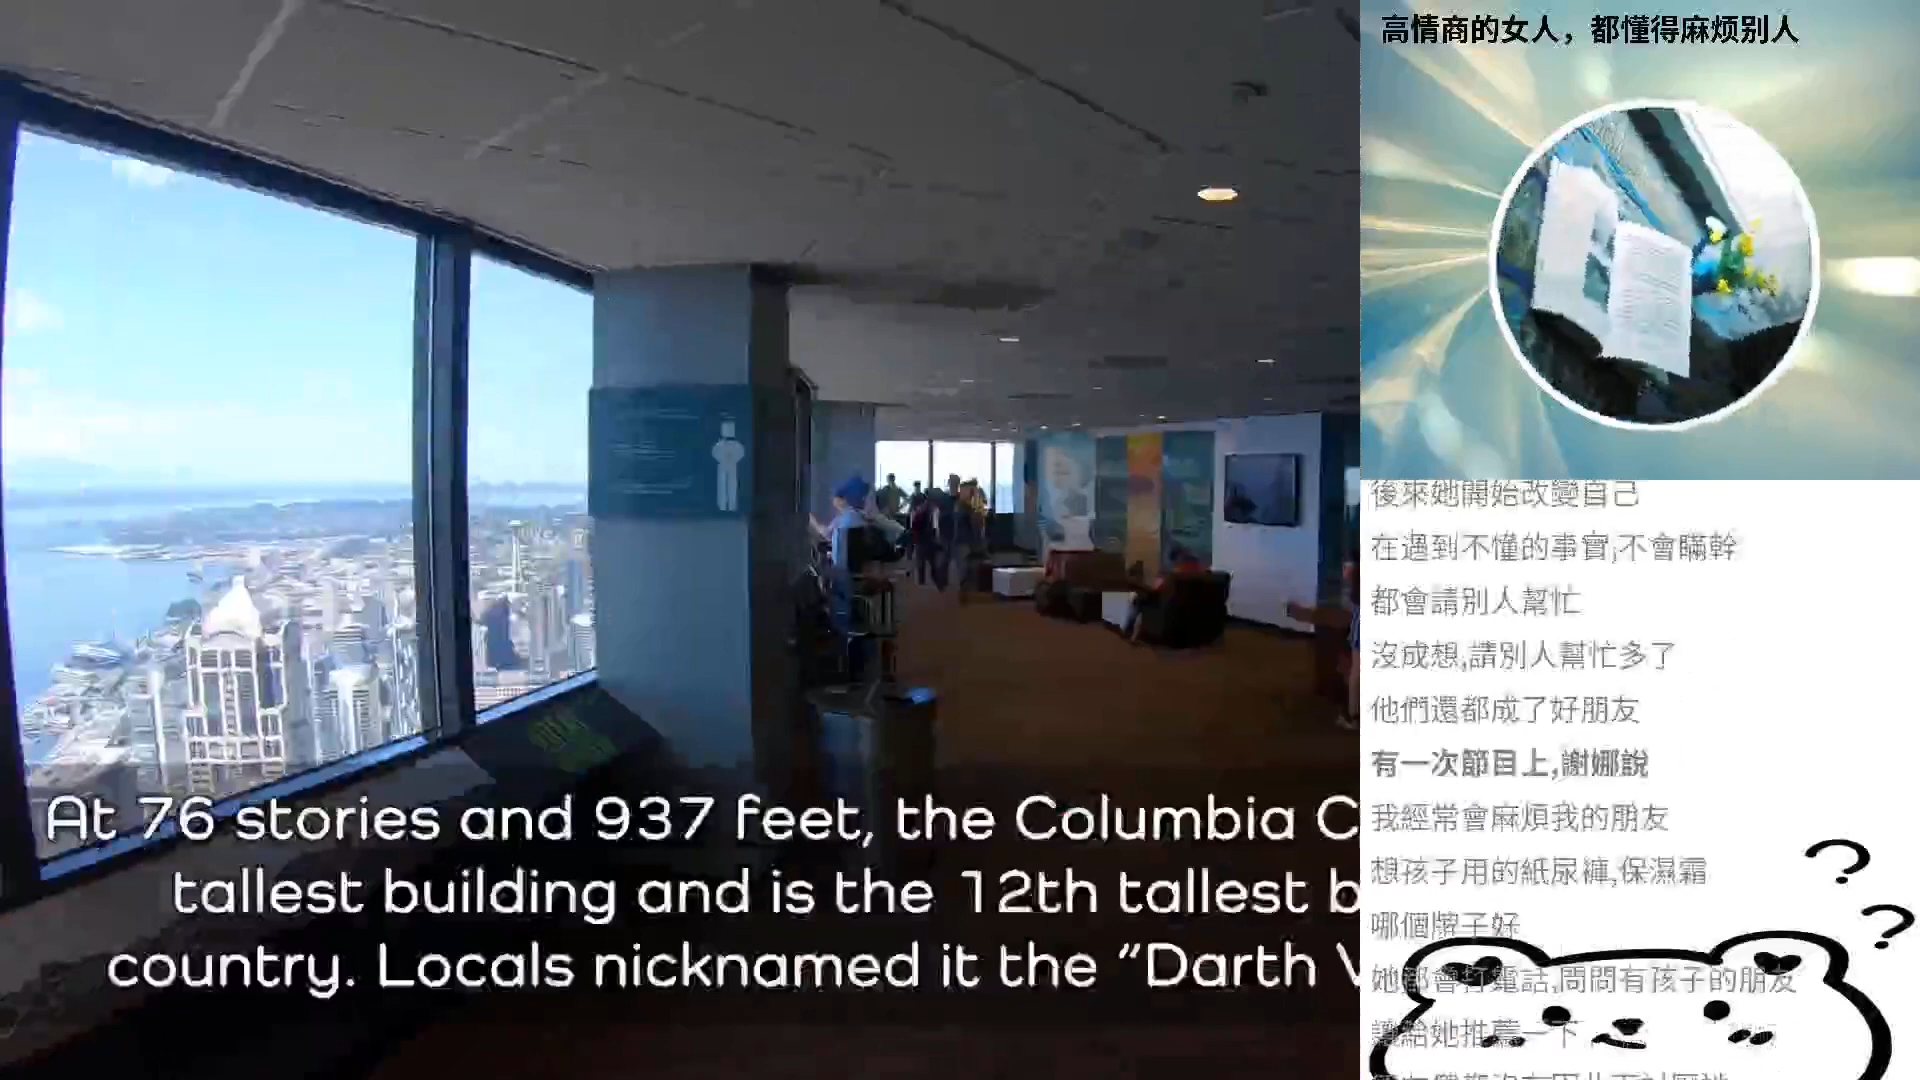 At 76 stories and 937 feet, the Columbia C
tallest building and is the 12th tallest b
country. Locals nicknamed it the “Darth V
高情商的女人，都懂得麻烦别人
後來她開始改變自己
在遇到不懂的事實,不會瞞幹
都會請別人幫忙
沒成想,請別人幫忙多了
他們還都成了好朋友
有一次節目上,謝娜說
我經常會麻煩我的朋友
想孩子用的紙尿褲,保濕霜
哪個牌子好
她都會打電話,問問有孩子的朋友
讓給她推薦一下